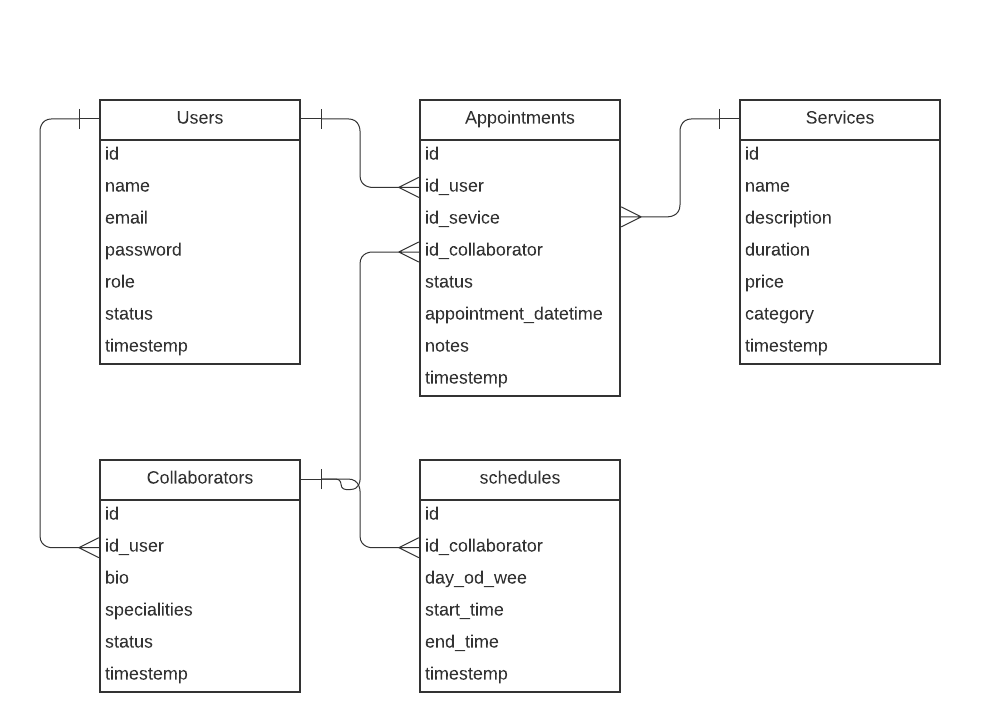 Users
id
name
email
password
role
status
timestemp
Appointments
id
id_user
id_sevice
id_collaborator
status
appointment_datetime
notes
timestemp
Services
id
name
description
duration
price
category
timestemp
Collaborators
id
id_user
bio
specialities
status
timestemp
schedules
id
id_collaborator
day_od_wee
start_time
end_time
timestemp